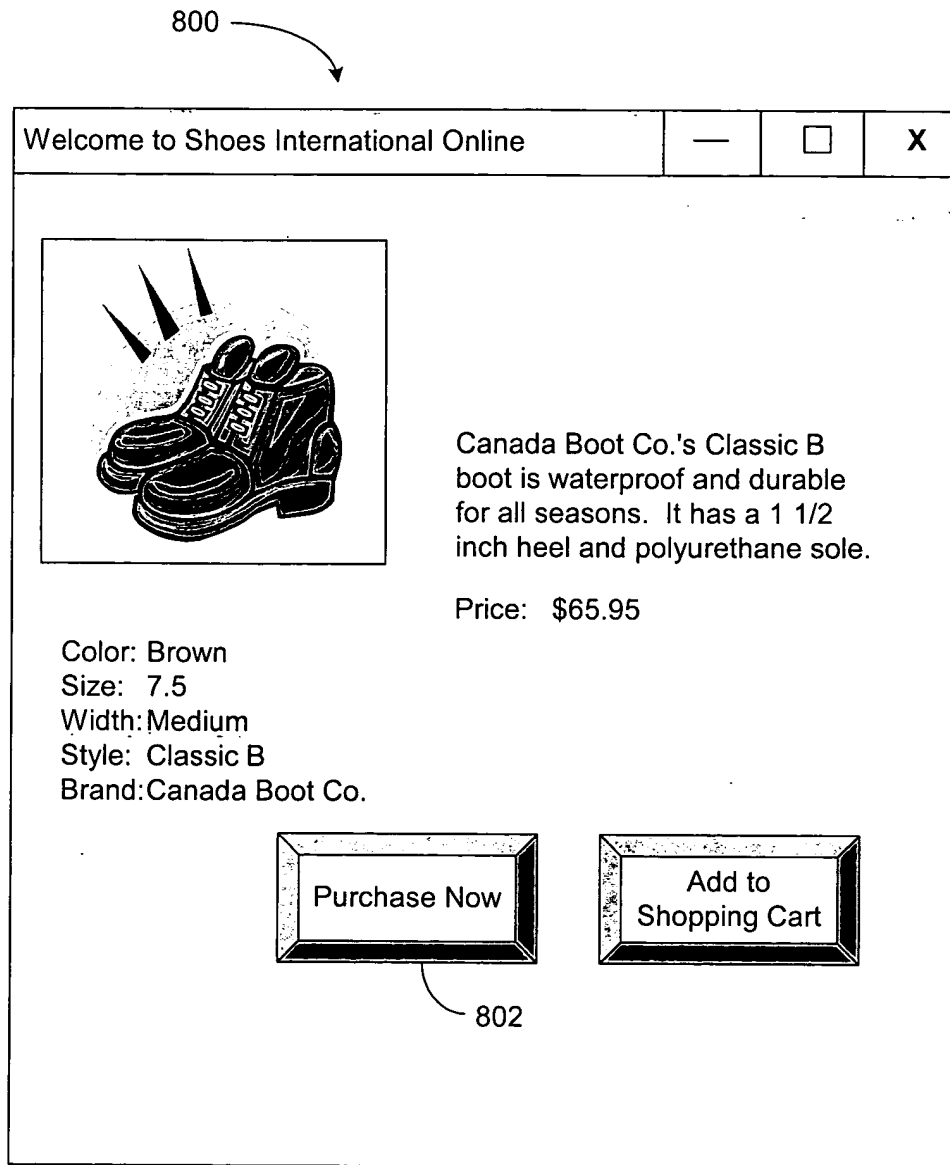 800
Welcome to Shoes International Online
X
Canada Boot Co.'s Classic B
boot is waterproof and durable
for all seasons. It has a 1 1/2
inch heel and polyurethane sole.
Price: $65.95
Color: Brown
Size: 7.5
Width: Medium
Style: Classic B
Brand: Canada Boot Co.
Purchase Now
Add to
Shopping Cart
802